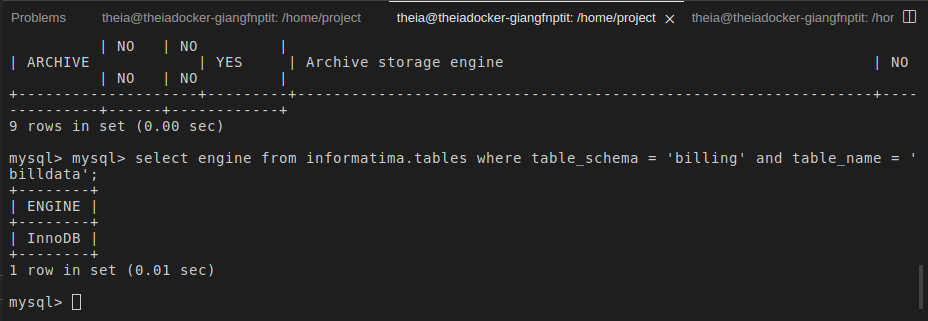 Problems theia@theiadocker-giangfnptit: /home/project theia@theiadocker-giangfnptit: /home/project × theia@theiadocker-giangfnptit: /hor
| NO | NO |
| ARCHIVE | YES | Archive storage engine | NO
| NO | NO |
+--------------------+---------+----------------------------------------------------------------+----
----------+------+------------+
9 rows in set (0.00 sec)
mysql> mysql> select engine from informatima.tables where table_schema = 'billing' and table_name = '
billdata';
+--------+
| ENGINE |
+--------+
| InnoDB |
+--------+
1 row in set (0.01 sec)
mysql>